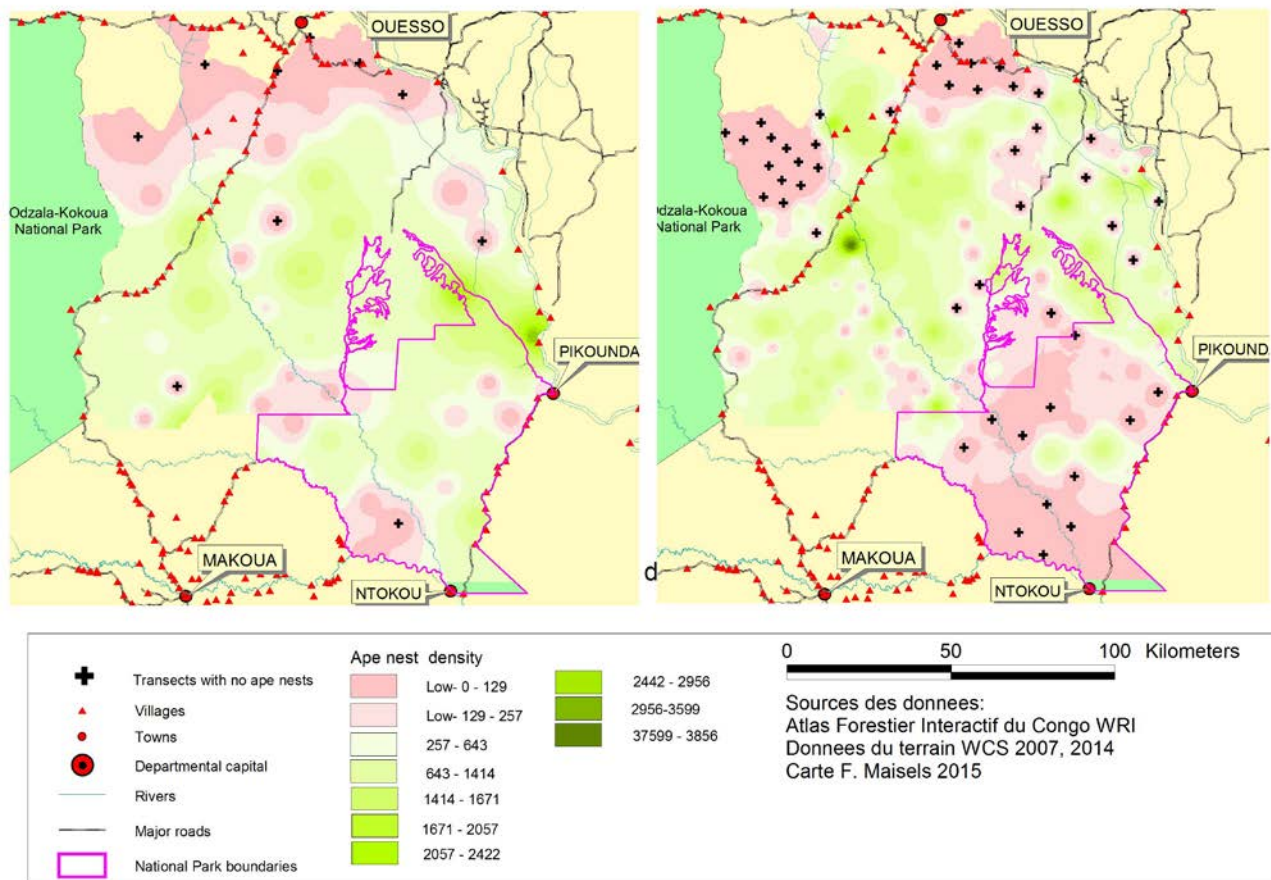 OUESSO
Odzala-Kokoua
National Park
PIKOUNDA
MAKOUA
NTOKOU
OUESSO
Odzala-Kokoua
National Park
PIKOUNDA
MAKOUA
NTOKOU
d
Transects with no ape nests
Villages
Towns
Departmental capital
Rivers
Major roads
National Park boundaries
Ape nest density
Low- 0 - 129
Low- 129 - 257
257 - 643
643 - 1414
1414 - 1671
1671 - 2057
2057 - 2422
2442 - 2956
2956-3599
37599 - 3856
0 50 100 Kilometers
Sources des donnees:
Atlas Forestier Interactif du Congo WRI
Donnees du terrain WCS 2007, 2014
Carte F. Maisels 2015